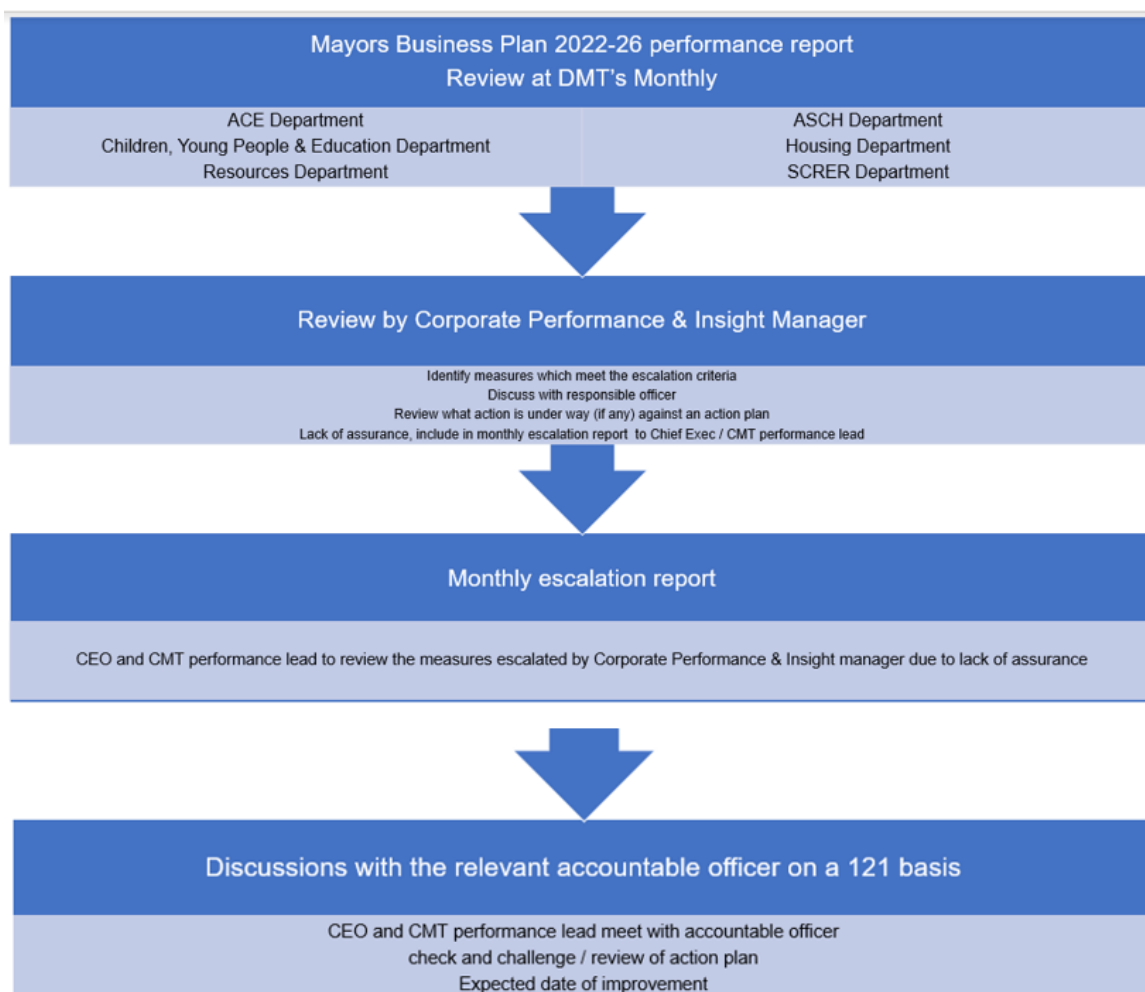 Mayors Business Plan 2022-26 performance report
Review at DMT's Monthly
ACE Department
Children, Young People & Education Department
Resources Department
ASCH Department
Housing Department
SCRER Department
Review by Corporate Performance & Insight Manager
Identify measures which meet the escalation criteria
Discuss with responsible officer
Review what action is under way (if any) against an action plan
Lack of assurance, include in monthly escalation report to Chief Exec / CMT performance lead
Monthly escalation report
CEO and CMT performance lead to review the measures escalated by Corporate Performance & Insight manager due to lack of assurance
Discussions with the relevant accountable officer on a 121 basis
CEO and CMT performance lead meet with accountable officer
check and challenge / review of action plan
Expected date of improvement